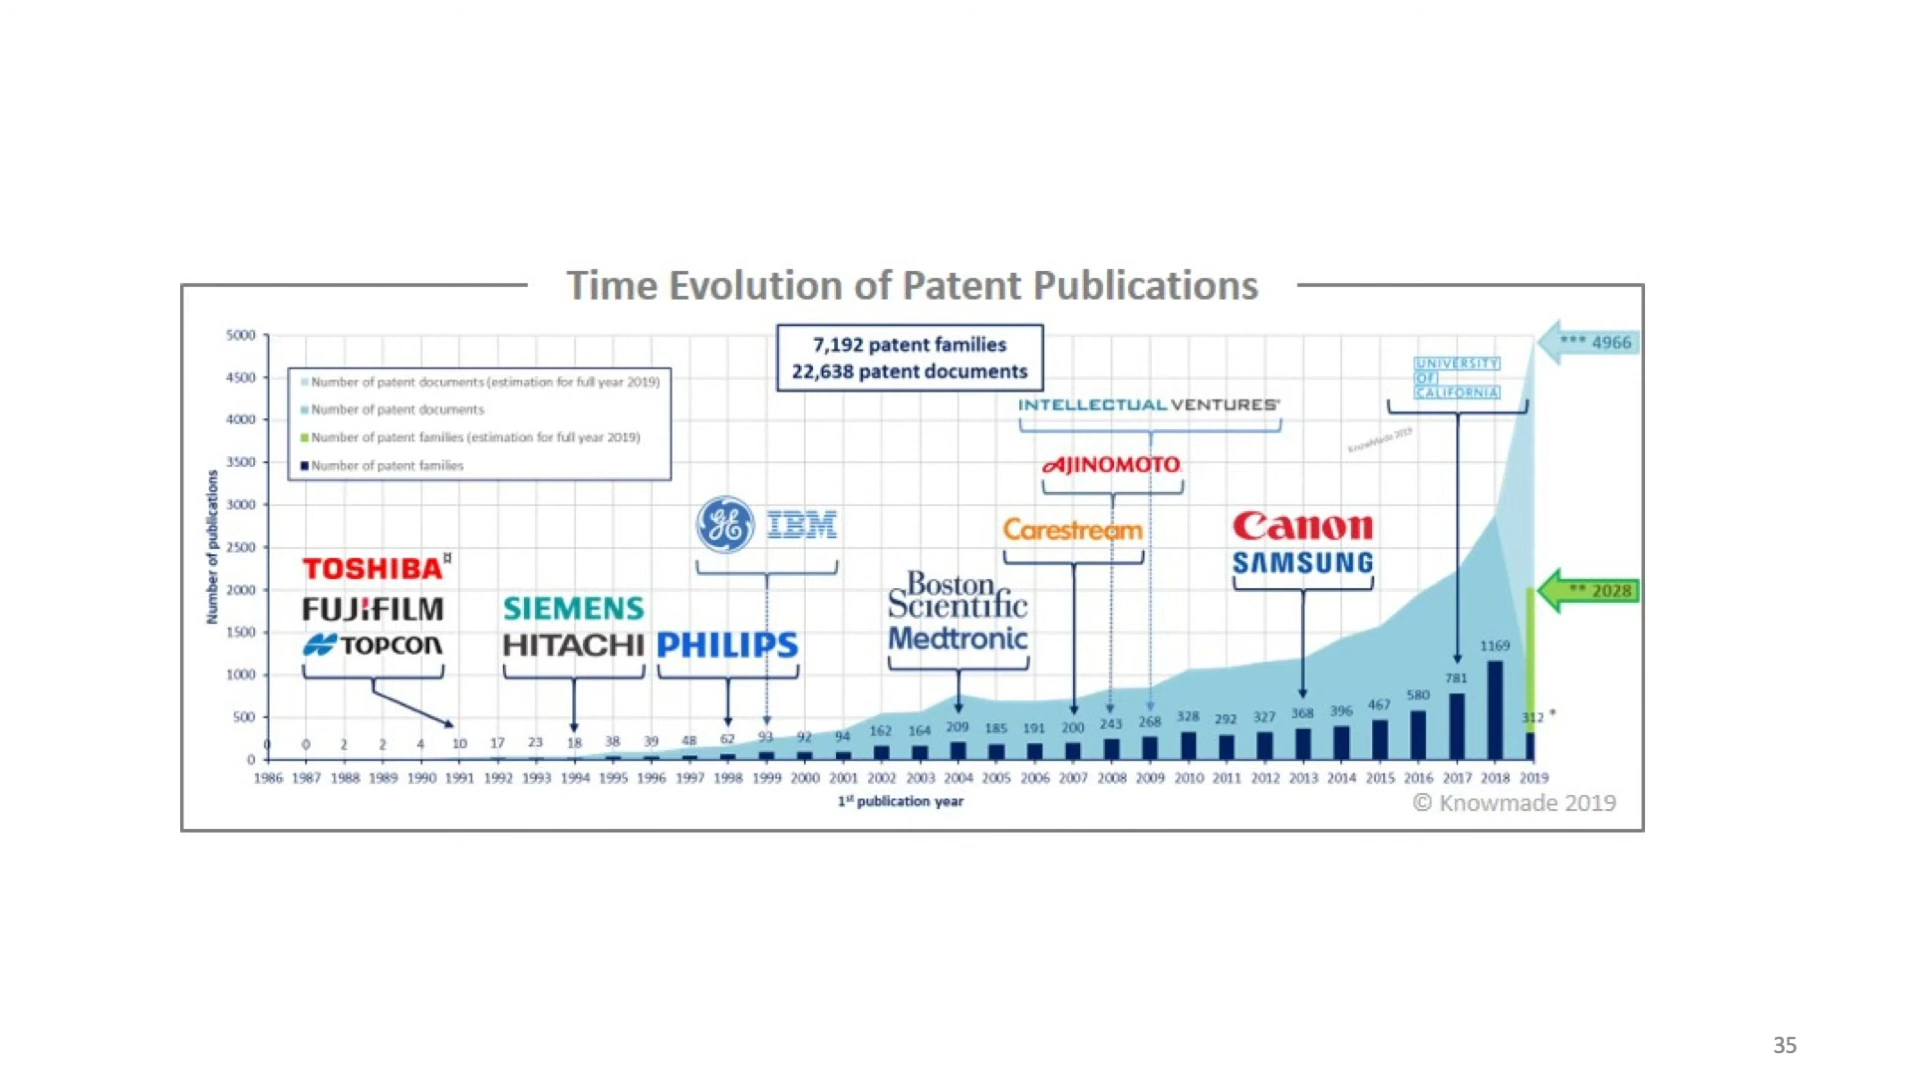 Time Evolution of Patent Publications
7,192 patent families
22,638 patent documents
Number of patent documents (estimation for full year 2019)
Number of patent documents
Number of patent families (estimation for full year 2019)
Number of patent families
Number of publications
5000
4500
4000
3500
3000
2500
2000
1500
1000
500
0
*** 4966
** 2028
UNIVERSITY
OF
CALIFORNIA
INTELLECTUAL VENTURES®
KnowMade 2019
AJINOMOTO
Carestream
Canon
SAMSUNG
GE IBM
Boston
Scientific
Medtronic
TOSHIBA¤
FUJIFILM
TOPCON
SIEMENS
HITACHI
PHILIPS
0 0 2 2 4 10 17 23 18 38 39 48 62 93 92 94 162 164 209 185 191 200 243 268 328 292 327 368 396 467 580 781 1169 312 *
1986 1987 1988 1989 1990 1991 1992 1993 1994 1995 1996 1997 1998 1999 2000 2001 2002 2003 2004 2005 2006 2007 2008 2009 2010 2011 2012 2013 2014 2015 2016 2017 2018 2019
1st publication year
© Knowmade 2019
35